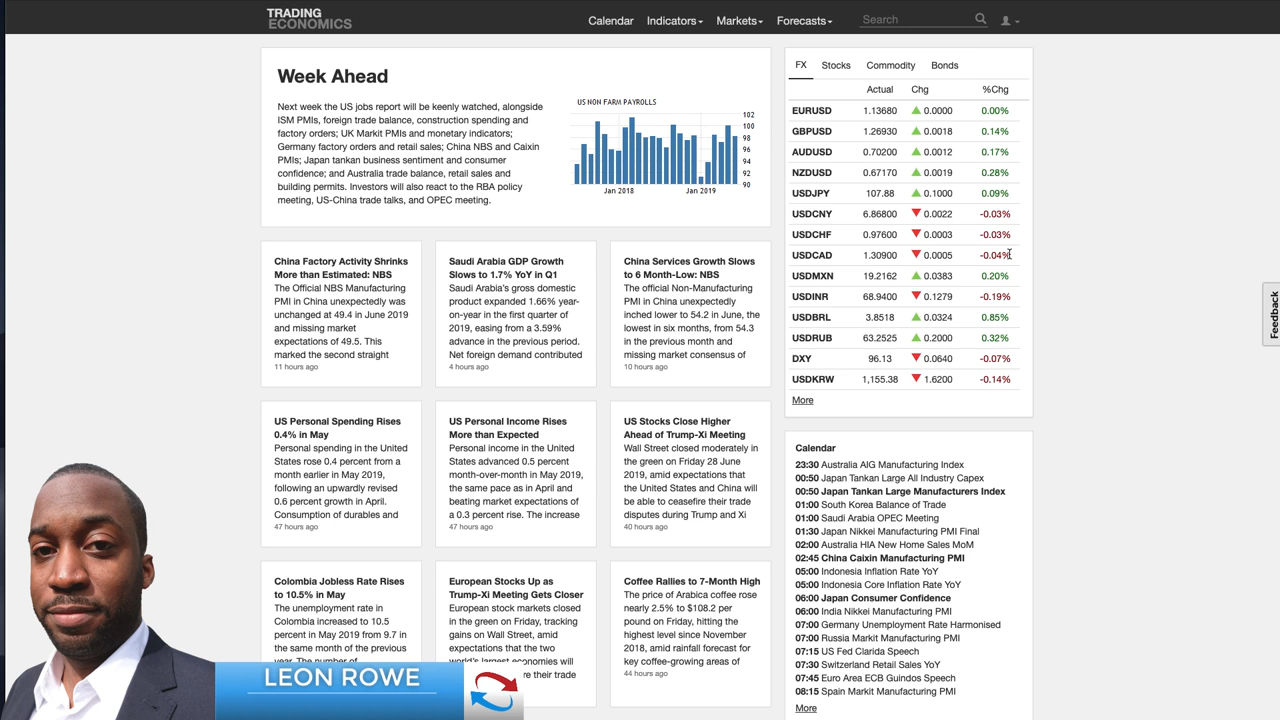 TRADING
ECONOMICS
Calendar
Indicators
Markets
Forecasts
Search
Week Ahead
Next week the US jobs report will be keenly watched, alongside
ISM PMIs, foreign trade balance, construction spending and
factory orders; UK Markit PMIs and monetary indicators;
Germany factory orders and retail sales; China NBS and Caixin
PMIs; Japan tankan business sentiment and consumer
confidence; and Australia trade balance, retail sales and
building permits. Investors will also react to the RBA policy
meeting, US-China trade talks, and OPEC meeting.
US NON FARM PAYROLLS
102
100
98
96
94
92
90
Jan 2018
Jan 2019
China Factory Activity Shrinks
More than Estimated: NBS
The Official NBS Manufacturing
PMI in China unexpectedly was
unchanged at 49.4 in June 2019
and missing market
expectations of 49.5. This
marked the second straight
11 hours ago
Saudi Arabia GDP Growth
Slows to 1.7% YoY in Q1
Saudi Arabia's gross domestic
product expanded 1.66% year-
on-year in the first quarter of
2019, easing from a 3.59%
advance in the previous period.
Net foreign demand contributed
4 hours ago
China Services Growth Slows
to 6 Month-Low: NBS
The official Non-Manufacturing
PMI in China unexpectedly
inched lower to 54.2 in June, the
lowest in six months, from 54.3
in the previous month and
missing market consensus of
10 hours ago
US Personal Spending Rises
0.4% in May
Personal spending in the United
States rose 0.4 percent from a
month earlier in May 2019,
following an upwardly revised
0.6 percent growth in April.
Consumption of durables and
47 hours ago
US Personal Income Rises
More than Expected
Personal income in the United
States advanced 0.5 percent
month-over-month in May 2019,
the same pace as in April and
beating market expectations of
a 0.3 percent rise. The increase
47 hours ago
US Stocks Close Higher
Ahead of Trump-Xi Meeting
Wall Street closed moderately in
the green on Friday 28 June
2019, amid expectations that
the United States and China will
be able to ceasefire their trade
disputes during Trump and Xi
40 hours ago
Colombia Jobless Rate Rises
to 10.5% in May
The unemployment rate in
Colombia increased to 10.5
percent in May 2019 from 9.7 in
the same month of the previous
year. The number of
European Stocks Up as
Trump-Xi Meeting Gets Closer
European stock markets closed
in the green on Friday, tracking
gains on Wall Street, amid
expectations that the two
world's largest economies will
re their trade
Coffee Rallies to 7-Month High
The price of Arabica coffee rose
nearly 2.5% to $108.2 per
pound on Friday, hitting the
highest level since November
2018, amid rainfall forecast for
key coffee-growing areas of
44 hours ago
FX Stocks Commodity Bonds
Actual Chg %Chg
EURUSD 1.13680 0.0000 0.00%
GBPUSD 1.26930 0.0018 0.14%
AUDUSD 0.70200 0.0012 0.17%
NZDUSD 0.67170 0.0019 0.28%
USDJPY 107.88 0.1000 0.09%
USDCNY 6.86800 0.0022 -0.03%
USDCHF 0.97600 0.0003 -0.03%
USDCAD 1.30900 0.0005 -0.04%
USDMXN 19.2162 0.0383 0.20%
USDINR 68.9400 0.1279 -0.19%
USDBRL 3.8518 0.0324 0.85%
USDRUB 63.2525 0.2000 0.32%
DXY 96.13 0.0640 -0.07%
USDKRW 1,155.38 1.6200 -0.14%
More
Calendar
23:30 Australia AIG Manufacturing Index
00:50 Japan Tankan Large All Industry Capex
00:50 Japan Tankan Large Manufacturers Index
01:00 South Korea Balance of Trade
01:00 Saudi Arabia OPEC Meeting
01:30 Japan Nikkei Manufacturing PMI Final
02:00 Australia HIA New Home Sales MoM
02:45 China Caixin Manufacturing PMI
05:00 Indonesia Inflation Rate YoY
05:00 Indonesia Core Inflation Rate YoY
06:00 Japan Consumer Confidence
06:00 India Nikkei Manufacturing PMI
07:00 Germany Unemployment Rate Harmonised
07:00 Russia Markit Manufacturing PMI
07:15 US Fed Clarida Speech
07:30 Switzerland Retail Sales YoY
07:45 Euro Area ECB Guindos Speech
08:15 Spain Markit Manufacturing PMI
More
Feedback
LEON ROWE